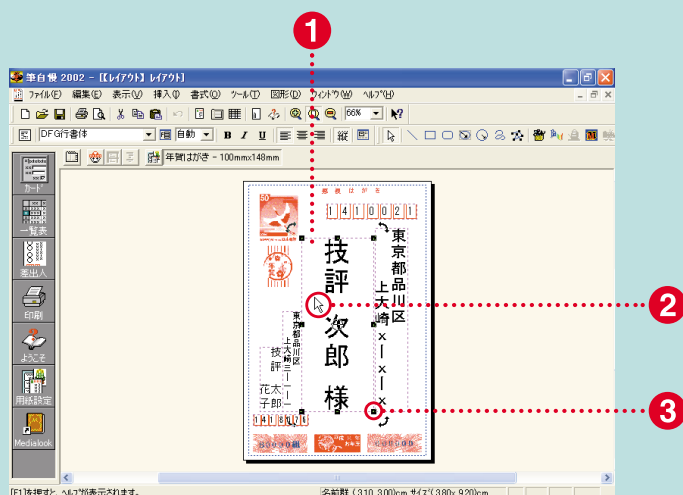 1
筆自慢 2002 - [【レイアウト】 レイアウト]
ファイル(F) 編集(E) 表示(V) 挿入(I) 書式(O) ツール(T) 図形(D) ウィンドウ(W) ヘルプ(H)
66%
DFG行書体 自動 B I U 縦
年賀はがき - 100mm×148mm
カード
一覧表
差出人
印刷
ようこそ
用紙設定
Medialook
郵便はがき
50
1410021
東京都品川区
上大崎x-x-x
技評 次郎 様
東京都品川区
上大崎三-一-一
技評 太郎
花子
2
3
[F1]を押すと、ヘルプが表示されます。
名前群 (3.10, 3.00)cm サイズ(3.80x 9.20)cm